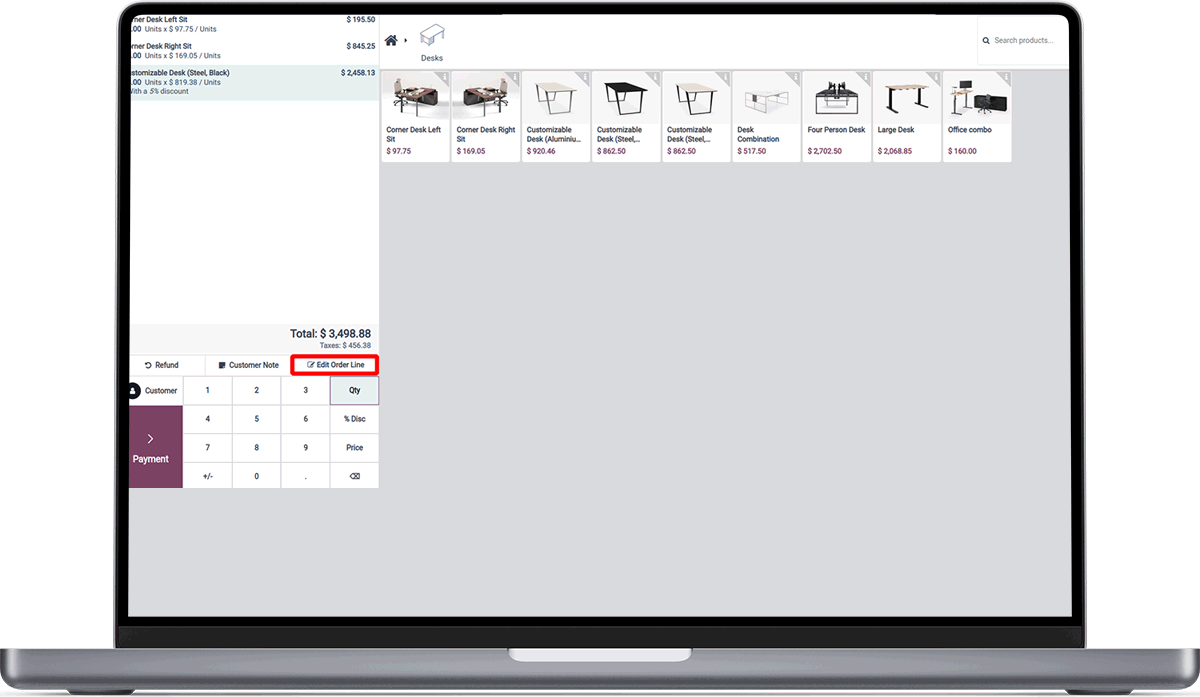 rner Desk Left Sit $ 195.50
.00 Units x $ 97.75 / Units
rner Desk Right Sit $ 845.25
.00 Units x $ 169.05 / Units
stomizable Desk (Steel, Black) $ 2,458.13
.00 Units x $ 819.38 / Units
With a 5% discount
Desks
Search products...
Corner Desk Left Sit
$ 97.75
Corner Desk Right Sit
$ 169.05
Customizable Desk (Aluminiu...
$ 920.46
Customizable Desk (Steel,...
$ 862.50
Customizable Desk (Steel,...
$ 862.50
Desk Combination
$ 517.50
Four Person Desk
$ 2,702.50
Large Desk
$ 2,068.85
Office combo
$ 160.00
Total: $ 3,498.88
Taxes: $ 456.38
Refund Customer Note Edit Order Line
Customer 1 2 3 Qty
4 5 6 % Disc
Payment
7 8 9 Price
+/- 0 .